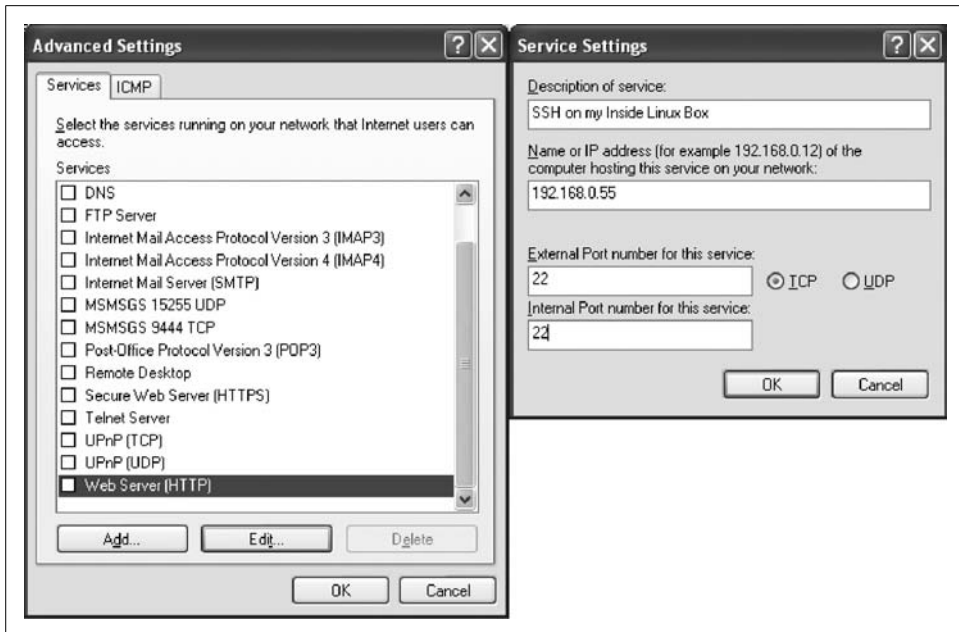 Advanced Settings
Services
ICMP
Select the services running on your network that Internet users can
access.
Services
DNS
FTP Server
Internet Mail Access Protocol Version 3 (IMAP3)
Internet Mail Access Protocol Version 4 (IMAP4)
Internet Mail Server (SMTP)
MSMSGS 15255 UDP
MSMSGS 9444 TCP
Post-Office Protocol Version 3 (POP3)
Remote Desktop
Secure Web Server (HTTPS)
Telnet Server
UPnP (TCP)
UPnP (UDP)
Web Server (HTTP)
Add...
Edit...
Delete
OK
Cancel
Service Settings
Description of service:
SSH on my Inside Linux Box
Name or IP address (for example 192.168.0.12) of the
computer hosting this service on your network:
192.168.0.55
External Port number for this service:
22
TCP
UDP
Internal Port number for this service:
22
OK
Cancel